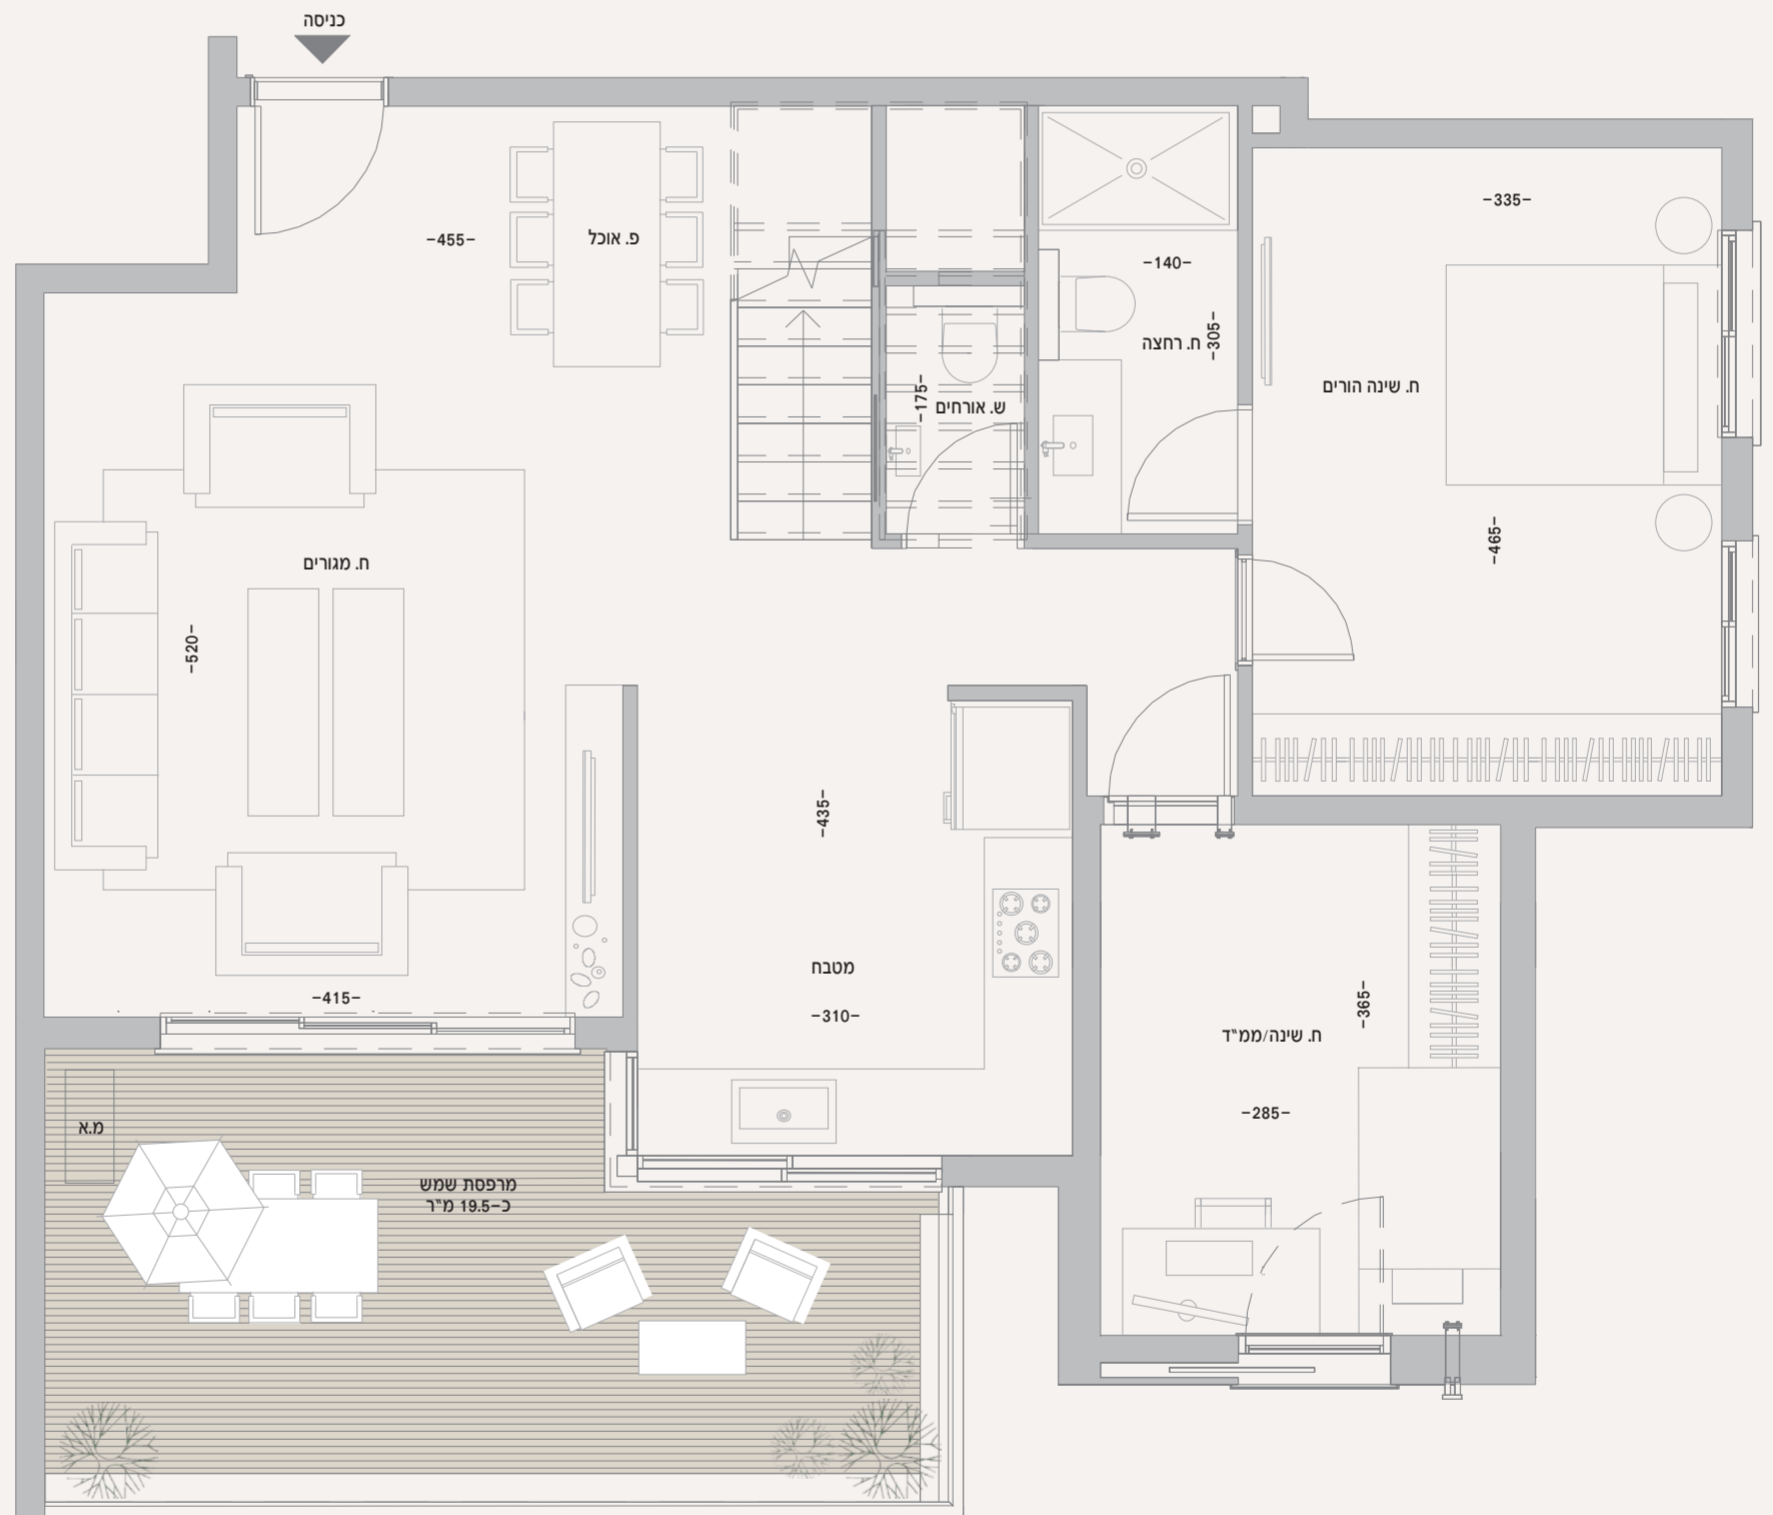 כניסה
-335-
-455-
פ. אוכל
-140-
-305-
ח. רחצה
ח. שינה הורים
-175-
ש. אורחים
-465-
ח. מגורים
-520-
-435-
מטבח
-310-
-415-
-365-
ח. שינה/ממ"ד
-285-
מ.א
מרפסת שמש
כ-19.5 מ"ר